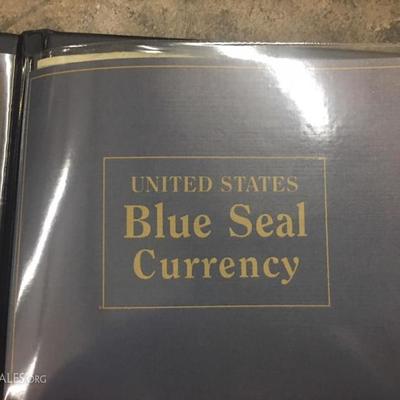 UNITED STATES
Blue Seal
Currency
ALES.ORG